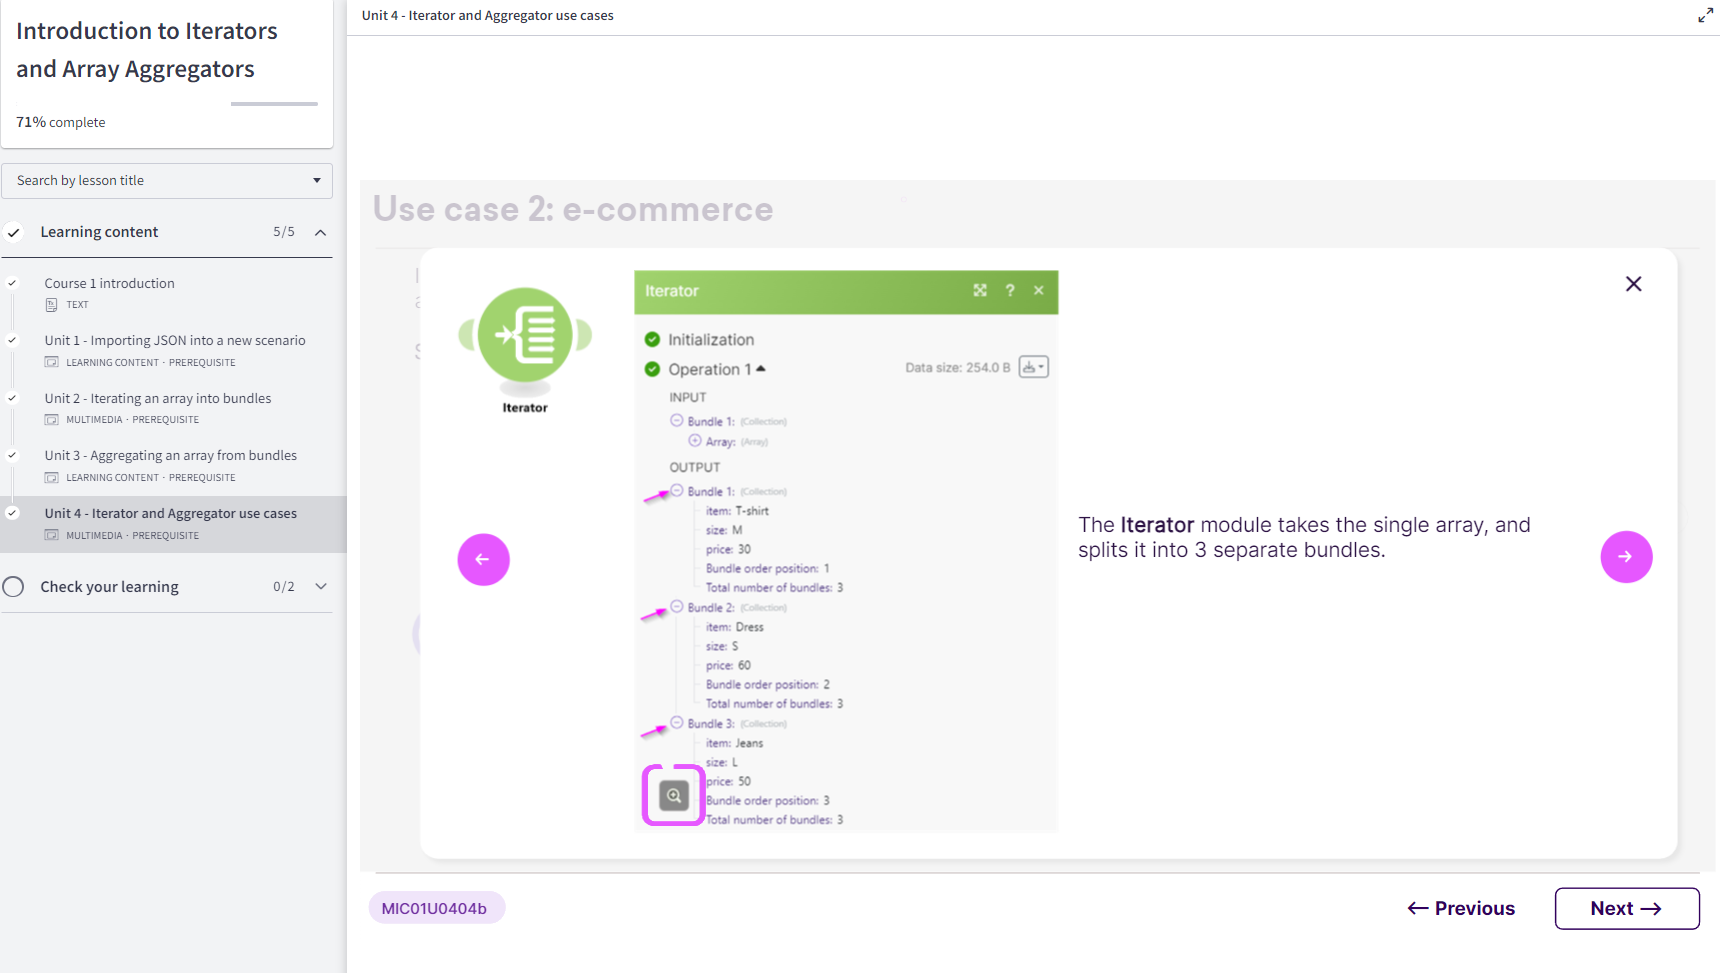 Introduction to Iterators
and Array Aggregators
71% complete
Search by lesson title
Learning content 5/5
Course 1 introduction
TEXT
Unit 1 - Importing JSON into a new scenario
LEARNING CONTENT · PREREQUISITE
Unit 2 - Iterating an array into bundles
MULTIMEDIA · PREREQUISITE
Unit 3 - Aggregating an array from bundles
LEARNING CONTENT · PREREQUISITE
Unit 4 - Iterator and Aggregator use cases
MULTIMEDIA · PREREQUISITE
Check your learning 0/2
Unit 4 - Iterator and Aggregator use cases
Use case 2: e-commerce
Iterator
Iterator ?
Initialization
Operation 1 Data size: 254.0 B
INPUT
Bundle 1: (Collection)
Array: (Array)
OUTPUT
Bundle 1: (Collection)
item: T-shirt
size: M
price: 30
Bundle order position: 1
Total number of bundles: 3
Bundle 2: (Collection)
item: Dress
size: S
price: 60
Bundle order position: 2
Total number of bundles: 3
Bundle 3: (Collection)
item: Jeans
size: L
price: 50
Bundle order position: 3
Total number of bundles: 3
The Iterator module takes the single array, and
splits it into 3 separate bundles.
MIC01U0404b
Previous
Next